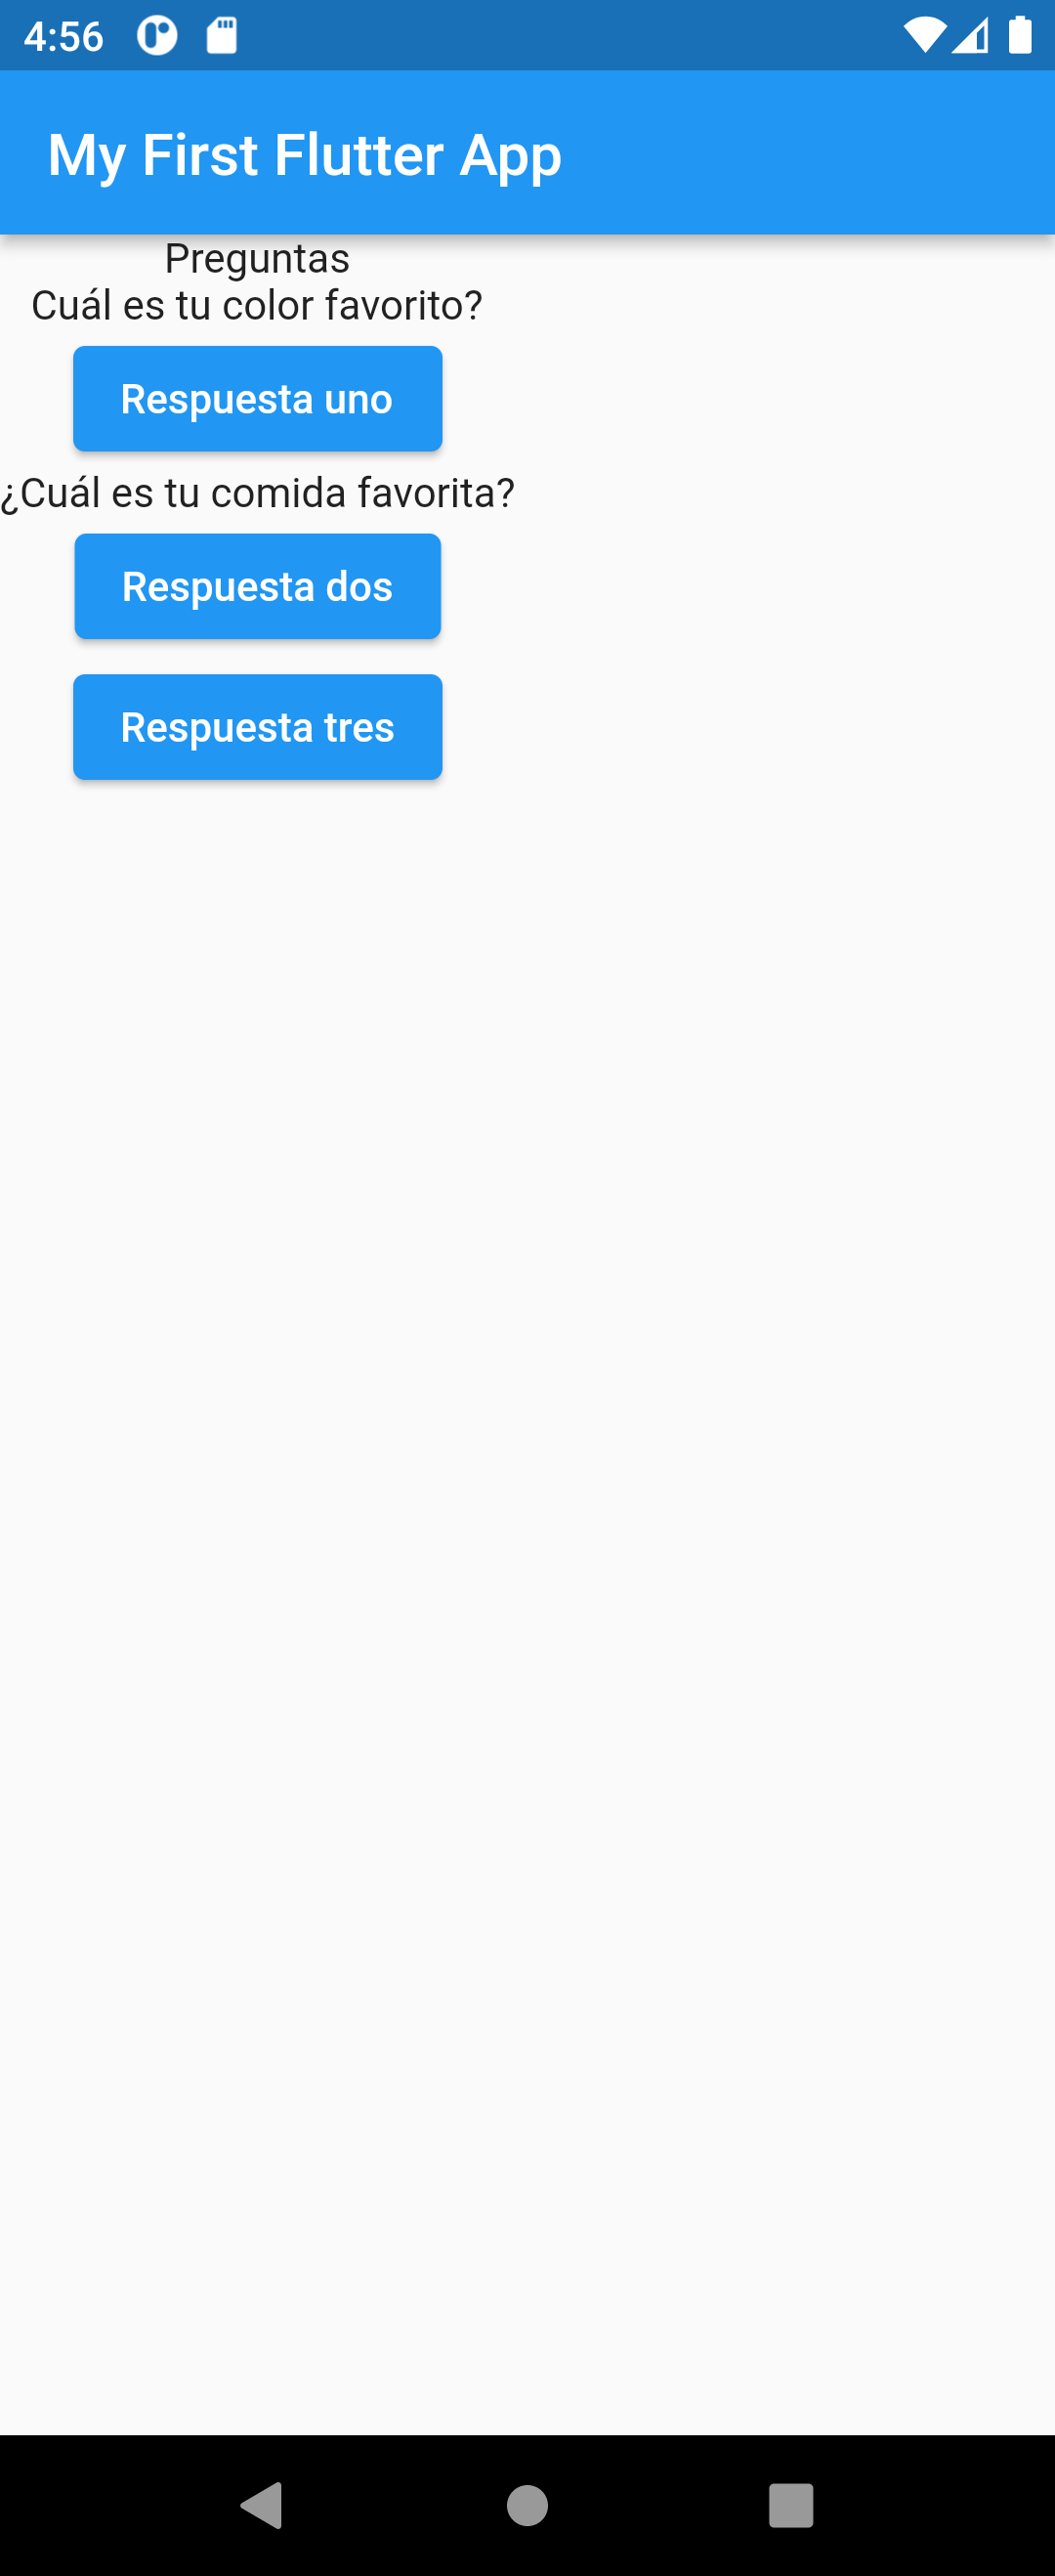 4:56
My First Flutter App
Preguntas
Cuál es tu color favorito?
Respuesta uno
¿Cuál es tu comida favorita?
Respuesta dos
Respuesta tres